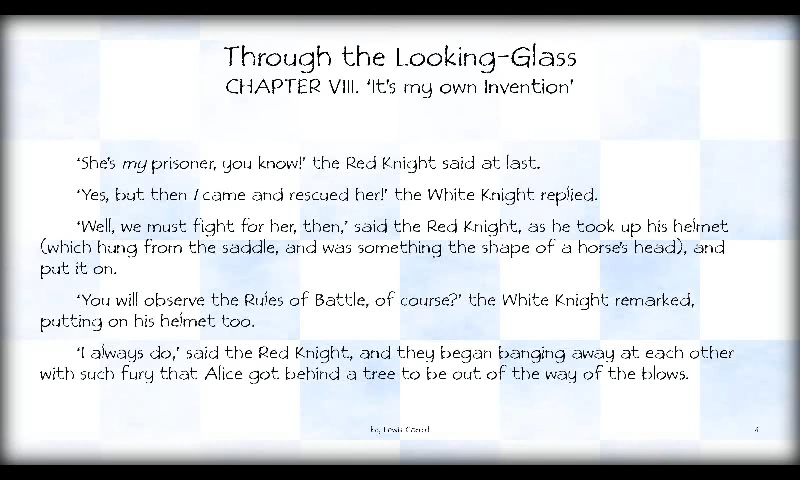 Through the Looking-Glass
CHAPTER VIII. ‘It's my own Invention’
‘She's my prisoner, you know!’ the Red Knight said at last.
‘Yes, but then I came and rescued her!’ the White Knight replied.
‘Well, we must fight for her, then,’ said the Red Knight, as he took up his helmet
(which hung from the saddle, and was something the shape of a horse's head), and
put it on.
‘You will observe the Rules of Battle, of course?’ the White Knight remarked,
putting on his helmet too.
‘I always do,’ said the Red Knight, and they began banging away at each other
with such fury that Alice got behind a tree to be out of the way of the blows.
by Lewis Carroll